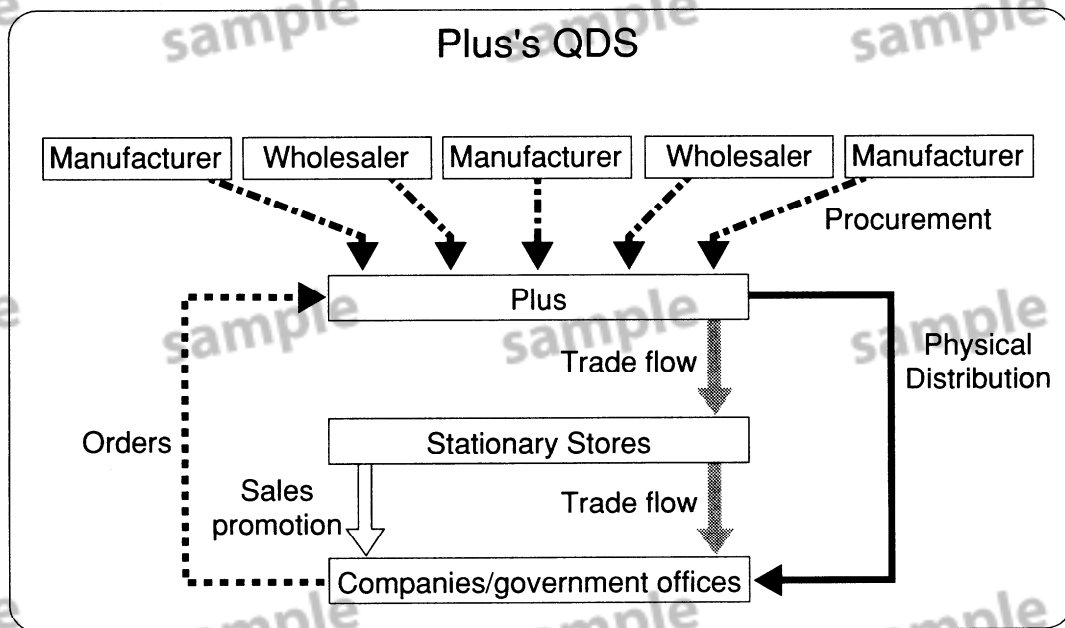 Plus's QDS
Manufacturer
Wholesaler
Manufacturer
Wholesaler
Manufacturer
Procurement
Plus
Trade flow
Physical
Distribution
Stationary Stores
Orders
Sales
promotion
Trade flow
Companies/government offices
sample
sample
sample
sample
sample
sample
sample
sample
sample